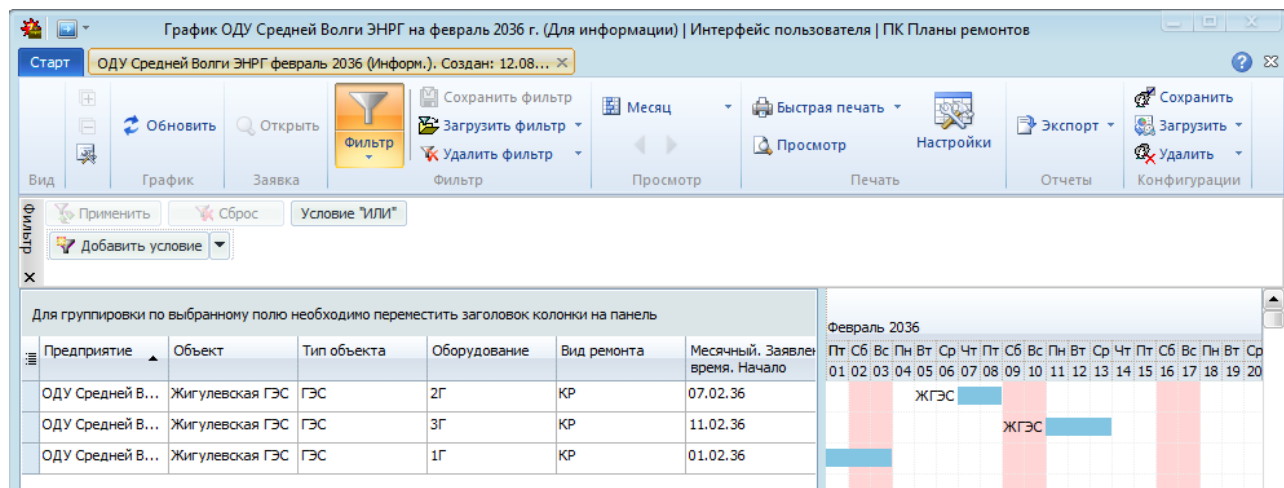 График ОДУ Средней Волги ЭНРГ на февраль 2036 г. (Для информации) | Интерфейс пользователя | ПК Планы ремонтов
Старт ОДУ Средней Волги ЭНРГ февраль 2036 (Информ.). Создан: 12.08...
Сохранить фильтр Месяц Быстрая печать Сохранить
Обновить Открыть Фильтр Загрузить фильтр Настройки Экспорт Загрузить
Удалить фильтр Просмотр Удалить
Вид График Заявка Фильтр Просмотр Печать Отчеты Конфигурации
Фильтр
Применить Сброс Условие "ИЛИ"
Добавить условие
Для группировки по выбранному полю необходимо переместить заголовок колонки на панель
Февраль 2036
Предприятие Объект Тип объекта Оборудование Вид ремонта Месячный. Заявлен
время. Начало
Пт Сб Вс Пн Вт Ср Чт Пт Сб Вс Пн Вт Ср Чт Пт Сб Вс Пн Вт Ср
01 02 03 04 05 06 07 08 09 10 11 12 13 14 15 16 17 18 19 20
ОДУ Средней В... Жигулевская ГЭС ГЭС 2Г КР 07.02.36 ЖГЭС
ОДУ Средней В... Жигулевская ГЭС ГЭС 3Г КР 11.02.36 ЖГЭС
ОДУ Средней В... Жигулевская ГЭС ГЭС 1Г КР 01.02.36